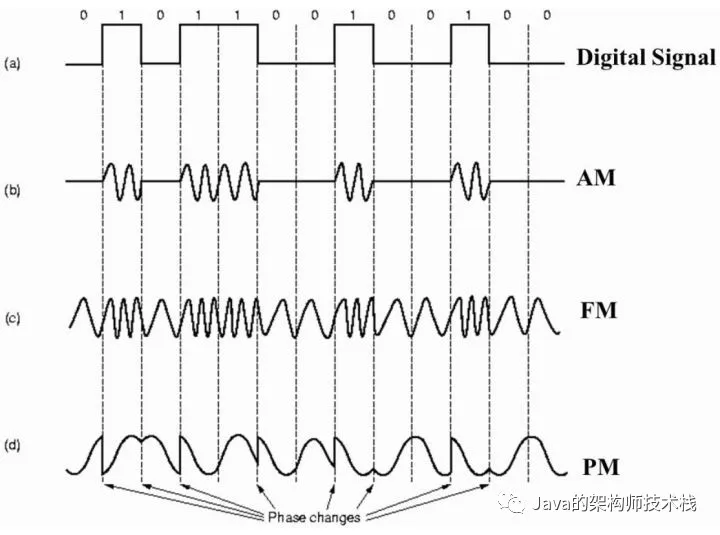 0 1 0 1 1 0 0 1 0 0 1 0 0
(a) Digital Signal
(b) AM
(c) FM
(d) PM
Phase changes
Java的架构师技术栈